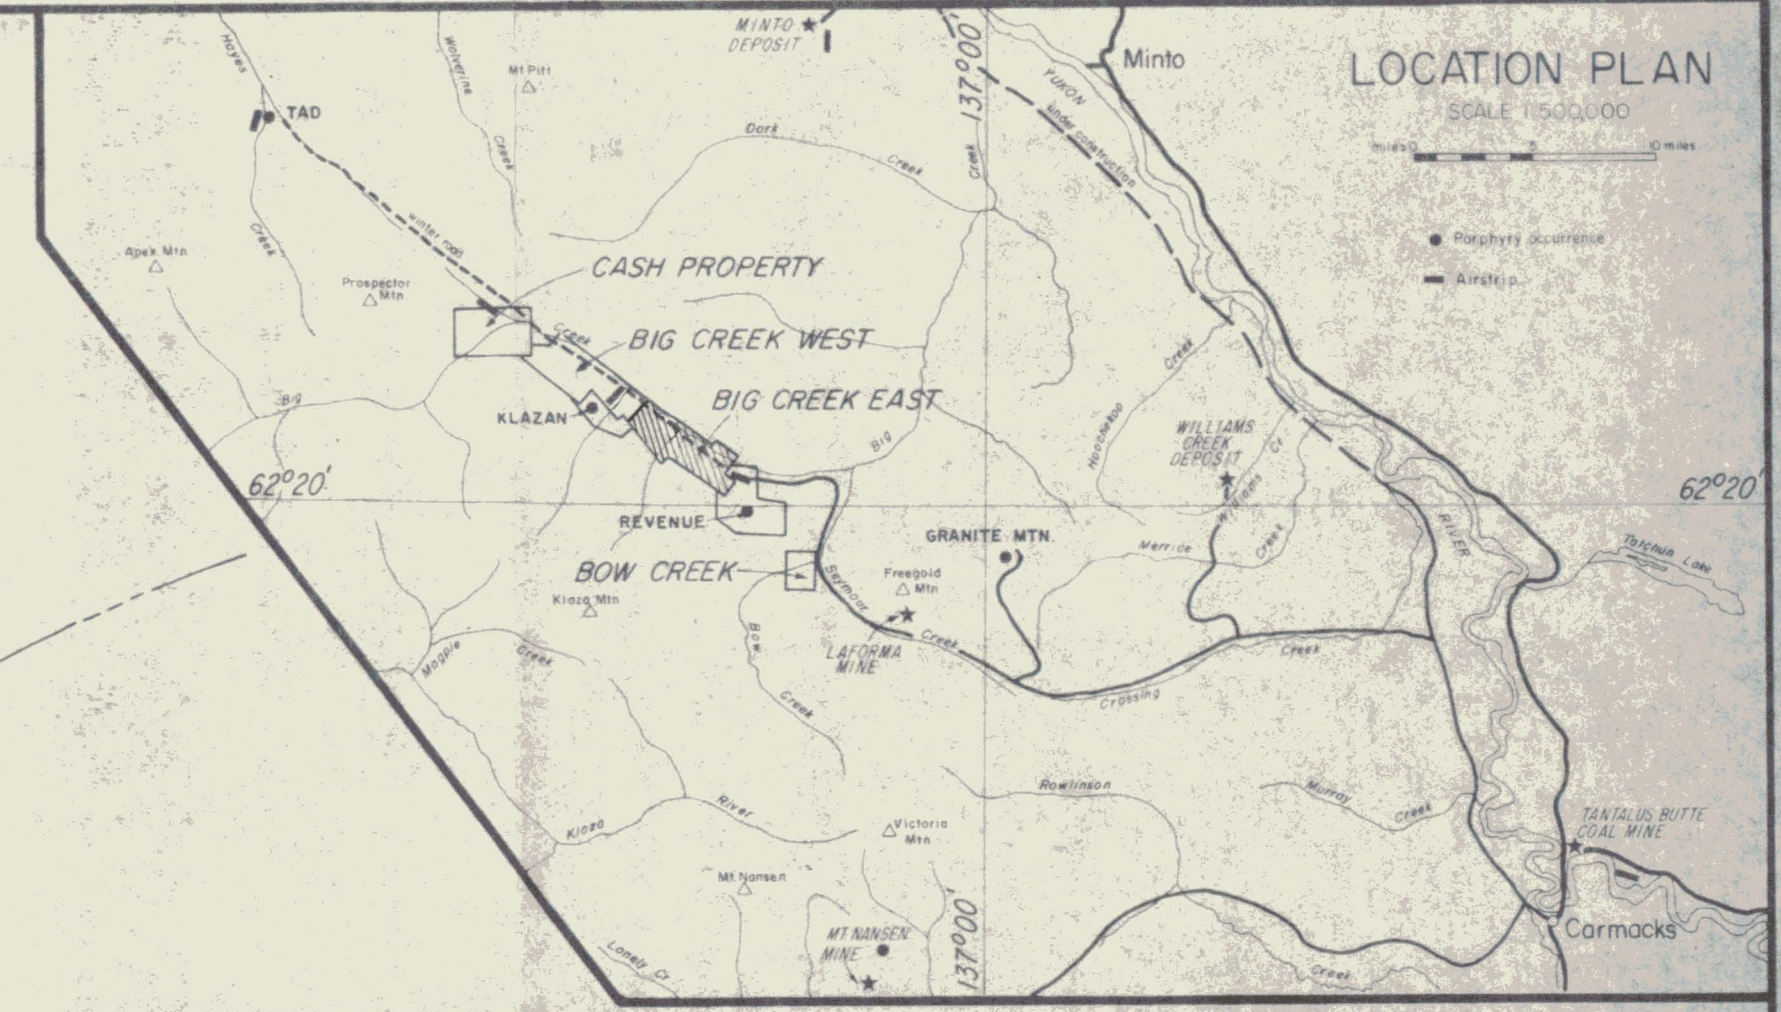 LOCATION PLAN
SCALE 1:500,000
miles 0 5 10 miles
Porphyry occurrence
Airstrip
MINTO
DEPOSIT
Minto
137°00'
Hayes
Creek
Wolverine
Creek
Mt Pitt
TAD
YUKON
RIVER
under construction
Dark
Creek
Creek
winter road
Apex Mtn
Prospector
Mtn
CASH PROPERTY
Creek
BIG CREEK WEST
BIG CREEK EAST
KLAZAN
Big
Big
Hoochekoo
Creek
WILLIAMS
CREEK
DEPOSIT
Williams Cr
62°20'
62°20'
REVENUE
GRANITE MTN.
Merrice
Creek
Tatchun Lake
BOW CREEK
Freegold
Mtn
Klaza Mtn
Seymour
Creek
LAFORMA
MINE
Bow
Creek
Magpie
Creek
Crossing
Creek
Rowlinson
Creek
Murray
Creek
Klaza
River
Victoria
Mtn
TANTALUS BUTTE
COAL MINE
Mt. Nansen
MT. NANSEN
MINE
137°00'
Carmacks
Lonely Cr